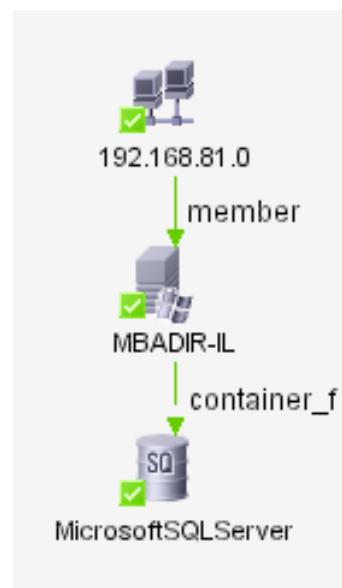 192.168.81.0
member
MBADIR-IL
container_f
SQ
MicrosoftSQLServer